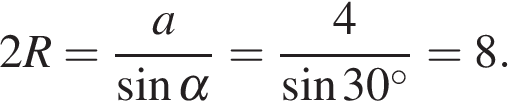 2R = a / sin α = 4 / sin 30° = 8.